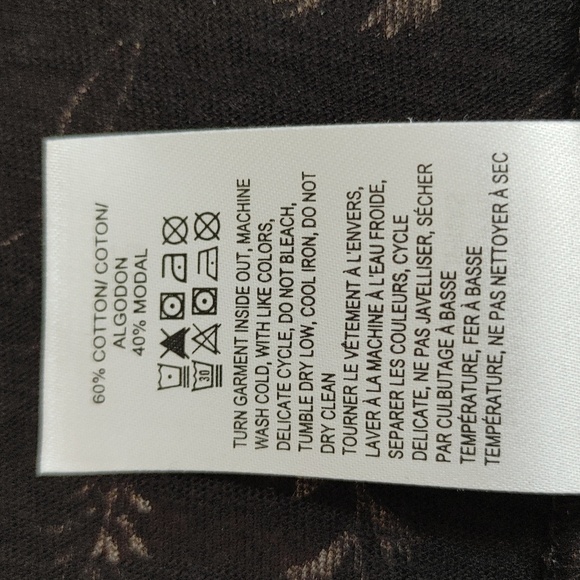 60% COTTON/ COTON/
ALGODON
40% MODAL
30
TURN GARMENT INSIDE OUT, MACHINE
WASH COLD, WITH LIKE COLORS,
DELICATE CYCLE, DO NOT BLEACH,
TUMBLE DRY LOW, COOL IRON, DO NOT
DRY CLEAN
TOURNER LE VÉTEMENT À L'ENVERS,
LAVER À LA MACHINE À L'EAU FROIDE,
SEPARER LES COULEURS, CYCLE
DELICATE, NE PAS JAVELLISER, SÉCHER
PAR CULBUTAGE À BASSE
TEMPÉRATURE, FER À BASSE
TEMPÉRATURE, NE PAS NETTOYER À SEC